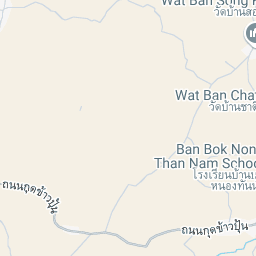 Wat Ban Song
วัดบ้านส
Wat Ban Cha
วัดบ้านชาติ
Ban Bok Non
Than Nam Schoo
โรงเรียนบ้านบ
หนองทันน
ถนนกุดข้าวปุ้น
ถนนกุดข้าวปุ้น